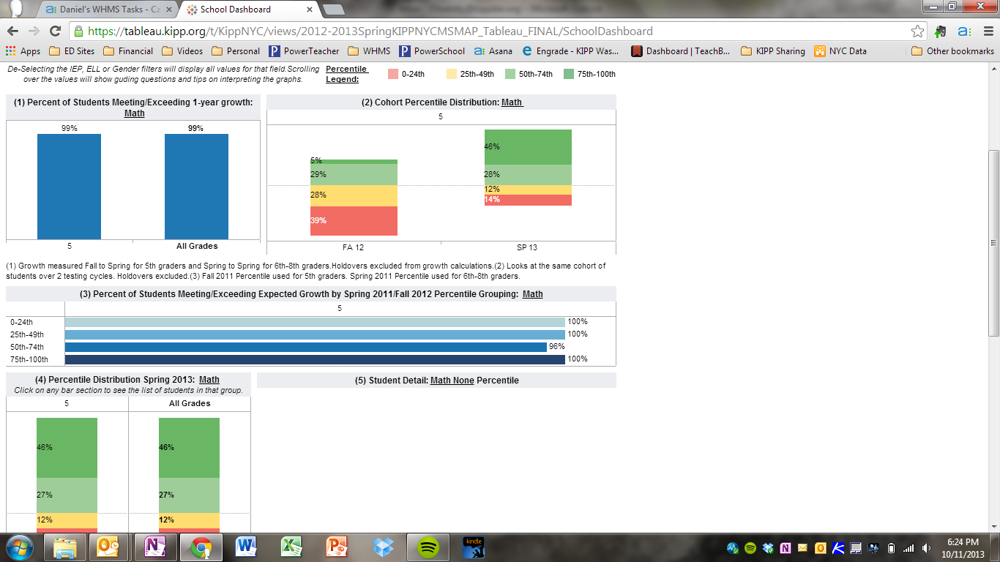 Daniel's WHMS Tasks - Ca
School Dashboard
https://tableau.kipp.org/t/KippNYC/views/2012-2013SpringKIPPNYCMSMAP_Tableau_FINAL/SchoolDashboard
Apps ED Sites Financial Videos Personal PowerTeacher WHMS PowerSchool Asana Engrade - KIPP Was... Dashboard | TeachB... KIPP Sharing NYC Data Other bookmarks
De-Selecting the IEP, ELL or Gender filters will display all values for that field.Scrolling
over the values will show guding questions and tips on interpreting the graphs.
Percentile
Legend:
0-24th 25th-49th 50th-74th 75th-100th
(1) Percent of Students Meeting/Exceeding 1-year growth:
Math
99% 99%
5 All Grades
(2) Cohort Percentile Distribution: Math
5
5%
29%
28%
39%
46%
28%
12%
14%
FA 12 SP 13
(1) Growth measured Fall to Spring for 5th graders and Spring to Spring for 6th-8th graders.Holdovers excluded from growth calculations.(2) Looks at the same cohort of
students over 2 testing cycles. Holdovers excluded.(3) Fall 2011 Percentile used for 5th graders. Spring 2011 Percentile used for 6th-8th graders.
(3) Percent of Students Meeting/Exceeding Expected Growth by Spring 2011/Fall 2012 Percentile Grouping: Math
5
0-24th 100%
25th-49th 100%
50th-74th 96%
75th-100th 100%
(4) Percentile Distribution Spring 2013: Math
Click on any bar section to see the list of students in that group.
5 All Grades
46% 46%
27% 27%
12% 12%
(5) Student Detail: Math None Percentile
kindle
6:24 PM
10/11/2013